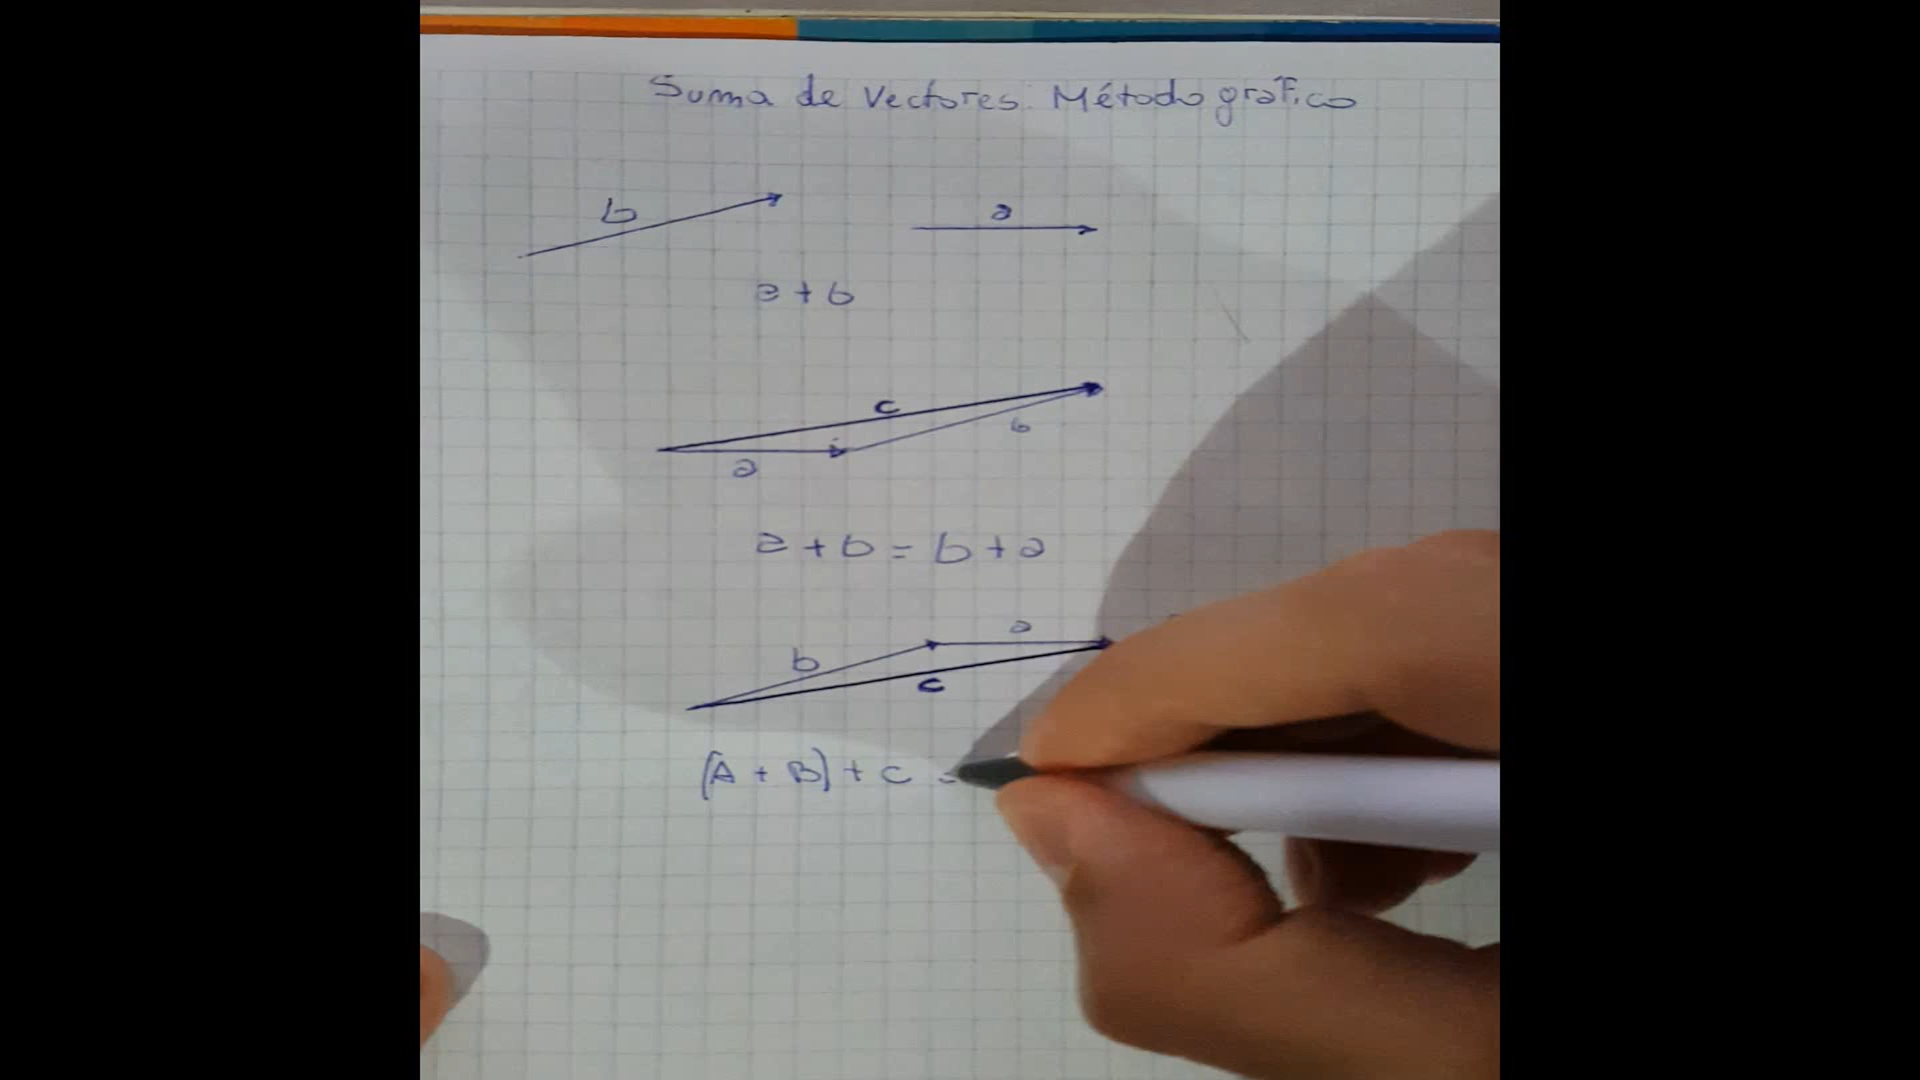 Suma de Vectores. Método gráfico
b
a
a + b
c
b
a
a + b = b + a
a
b
c
(A + B) + C =